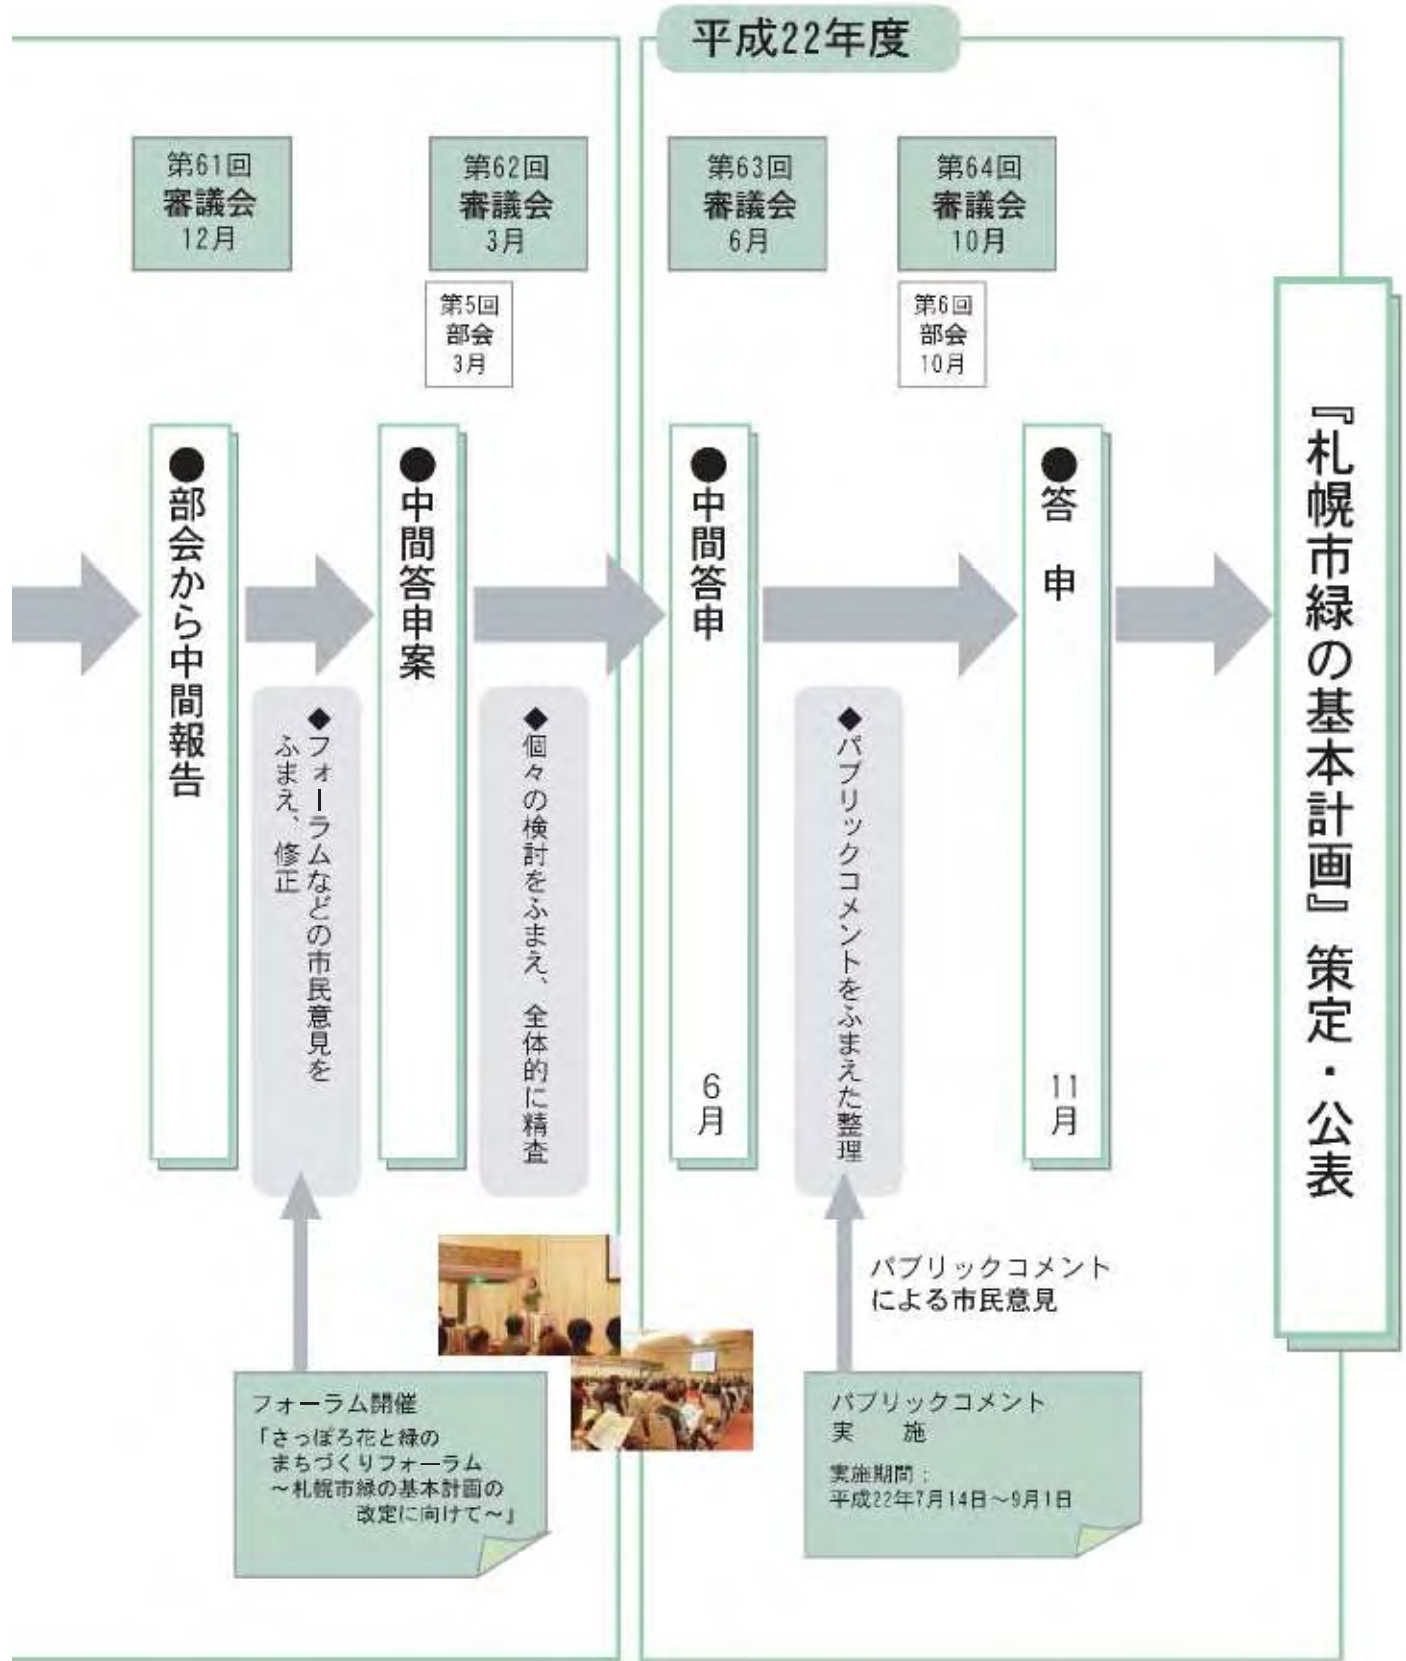 平成22年度
第61回
審議会
12月
第62回
審議会
3月
第63回
審議会
6月
第64回
審議会
10月
第5回
部会
3月
第6回
部会
10月
●部会から中間報告
◆フォーラムなどの市民意見を
ふまえ、修正
●中間答申案
◆個々の検討をふまえ、全体的に精査
●中間答申
6月
◆パブリックコメントをふまえた整理
●答　申
11月
『札幌市緑の基本計画』策定・公表
パブリックコメント
による市民意見
フォーラム開催
「さっぽろ花と緑の
まちづくりフォーラム
～札幌市緑の基本計画の
改定に向けて～」
パブリックコメント
実　　施
実施期間：
平成22年7月14日～9月1日